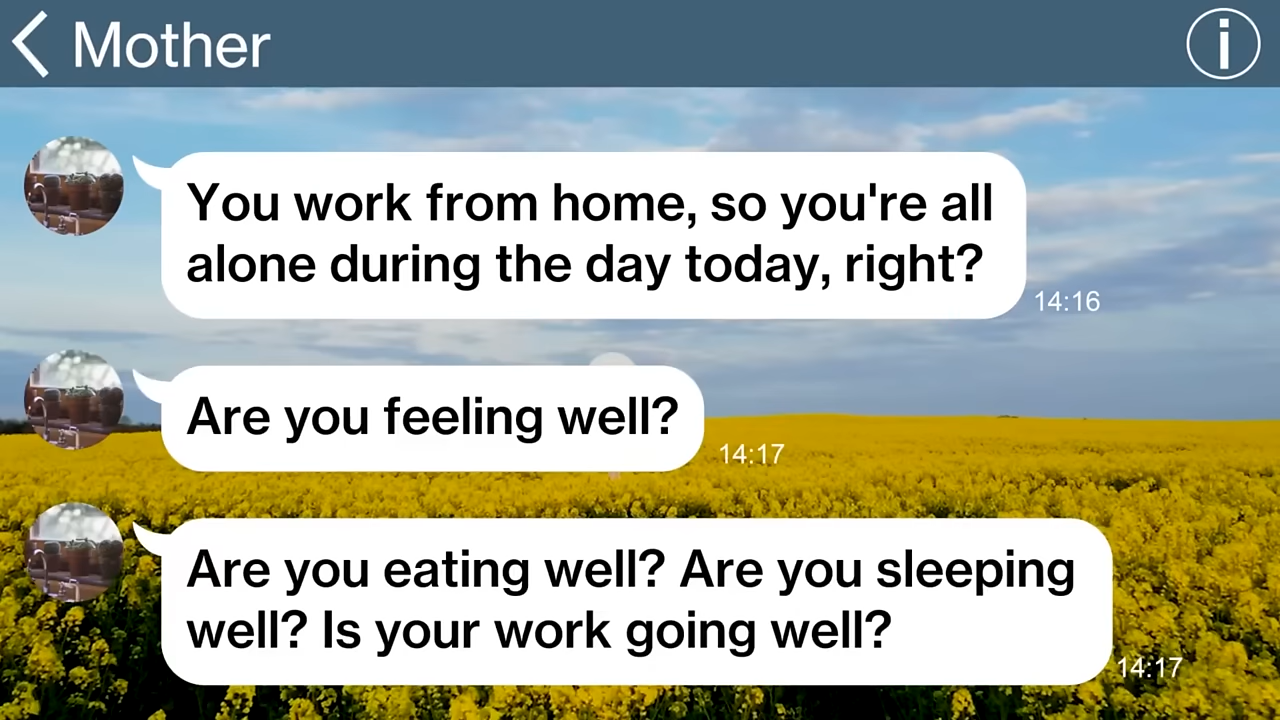 Mother
You work from home, so you're all
alone during the day today, right?
14:16
Are you feeling well?
14:17
Are you eating well? Are you sleeping
well? Is your work going well?
14:17